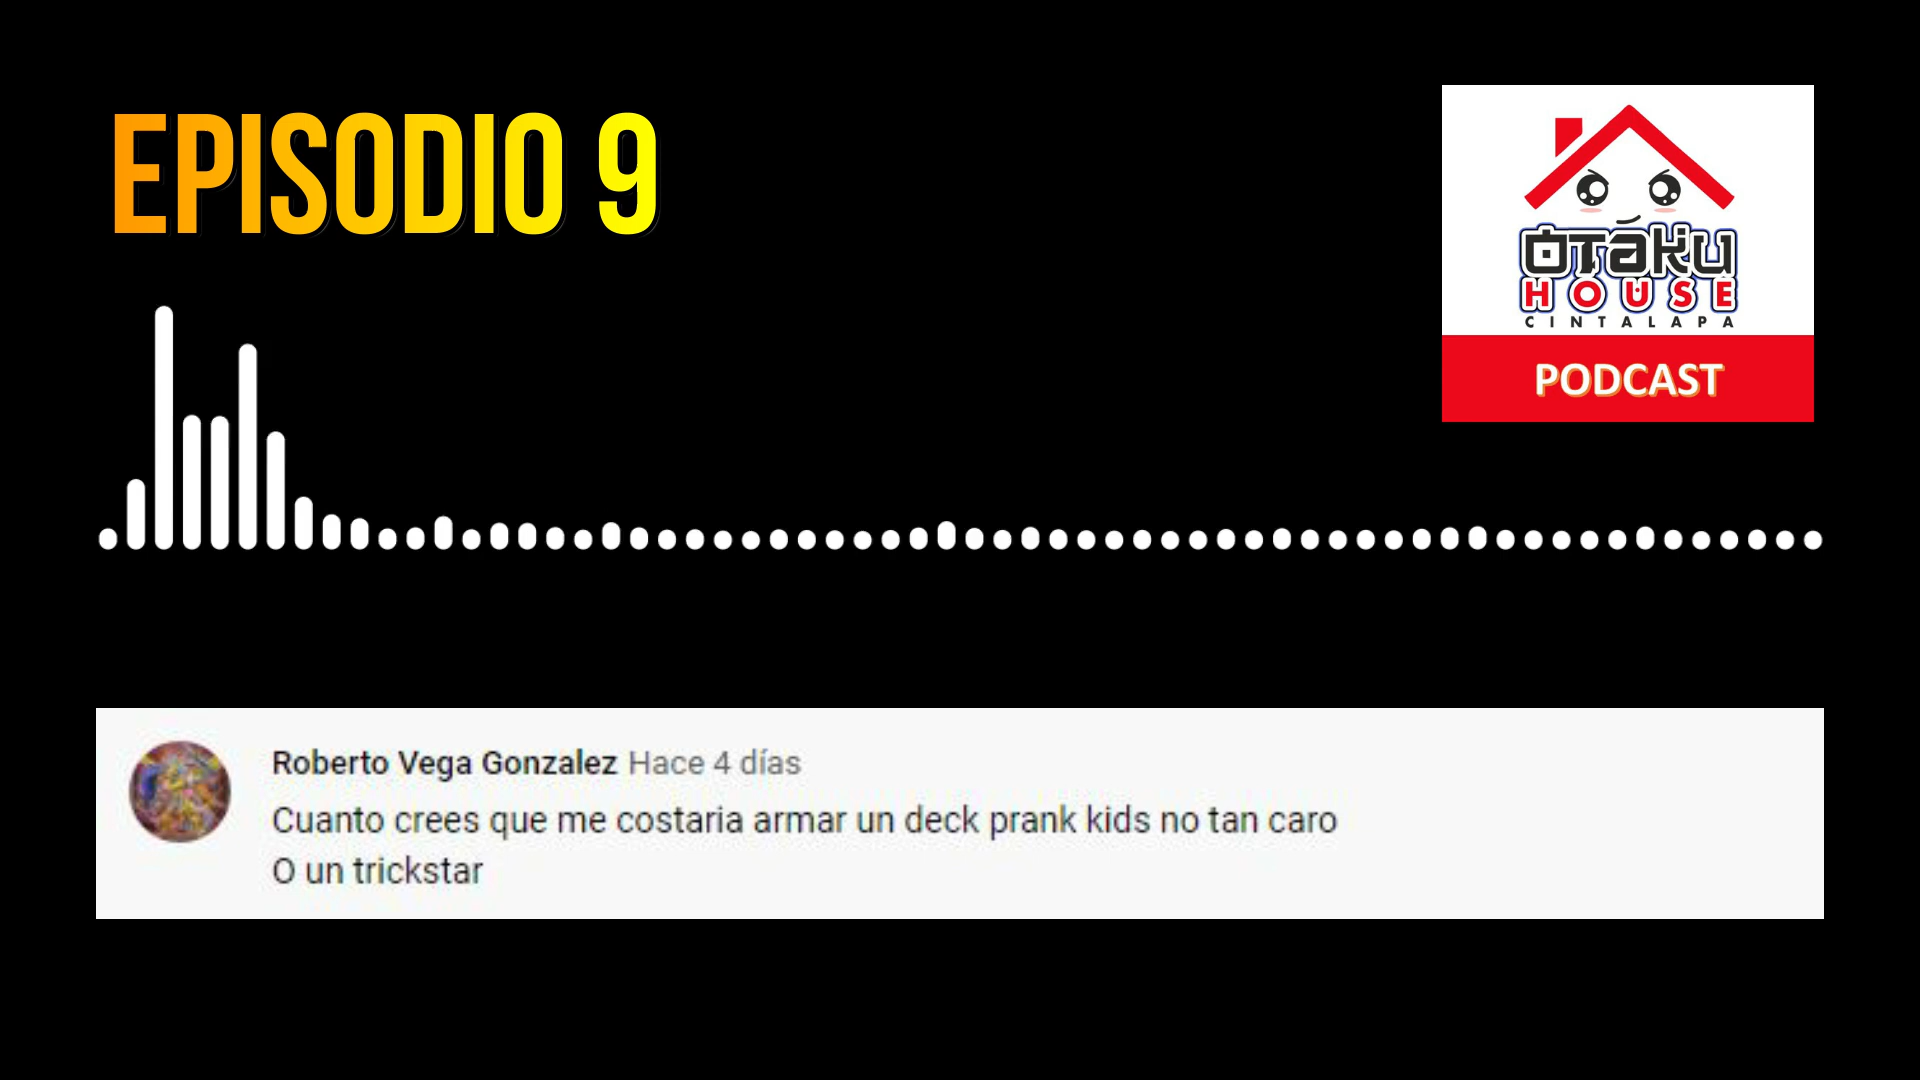 EPISODIO 9
OTAKU
HOUSE
CINTALAPA
PODCAST
Roberto Vega Gonzalez Hace 4 días
Cuanto crees que me costaria armar un deck prank kids no tan caro
O un trickstar